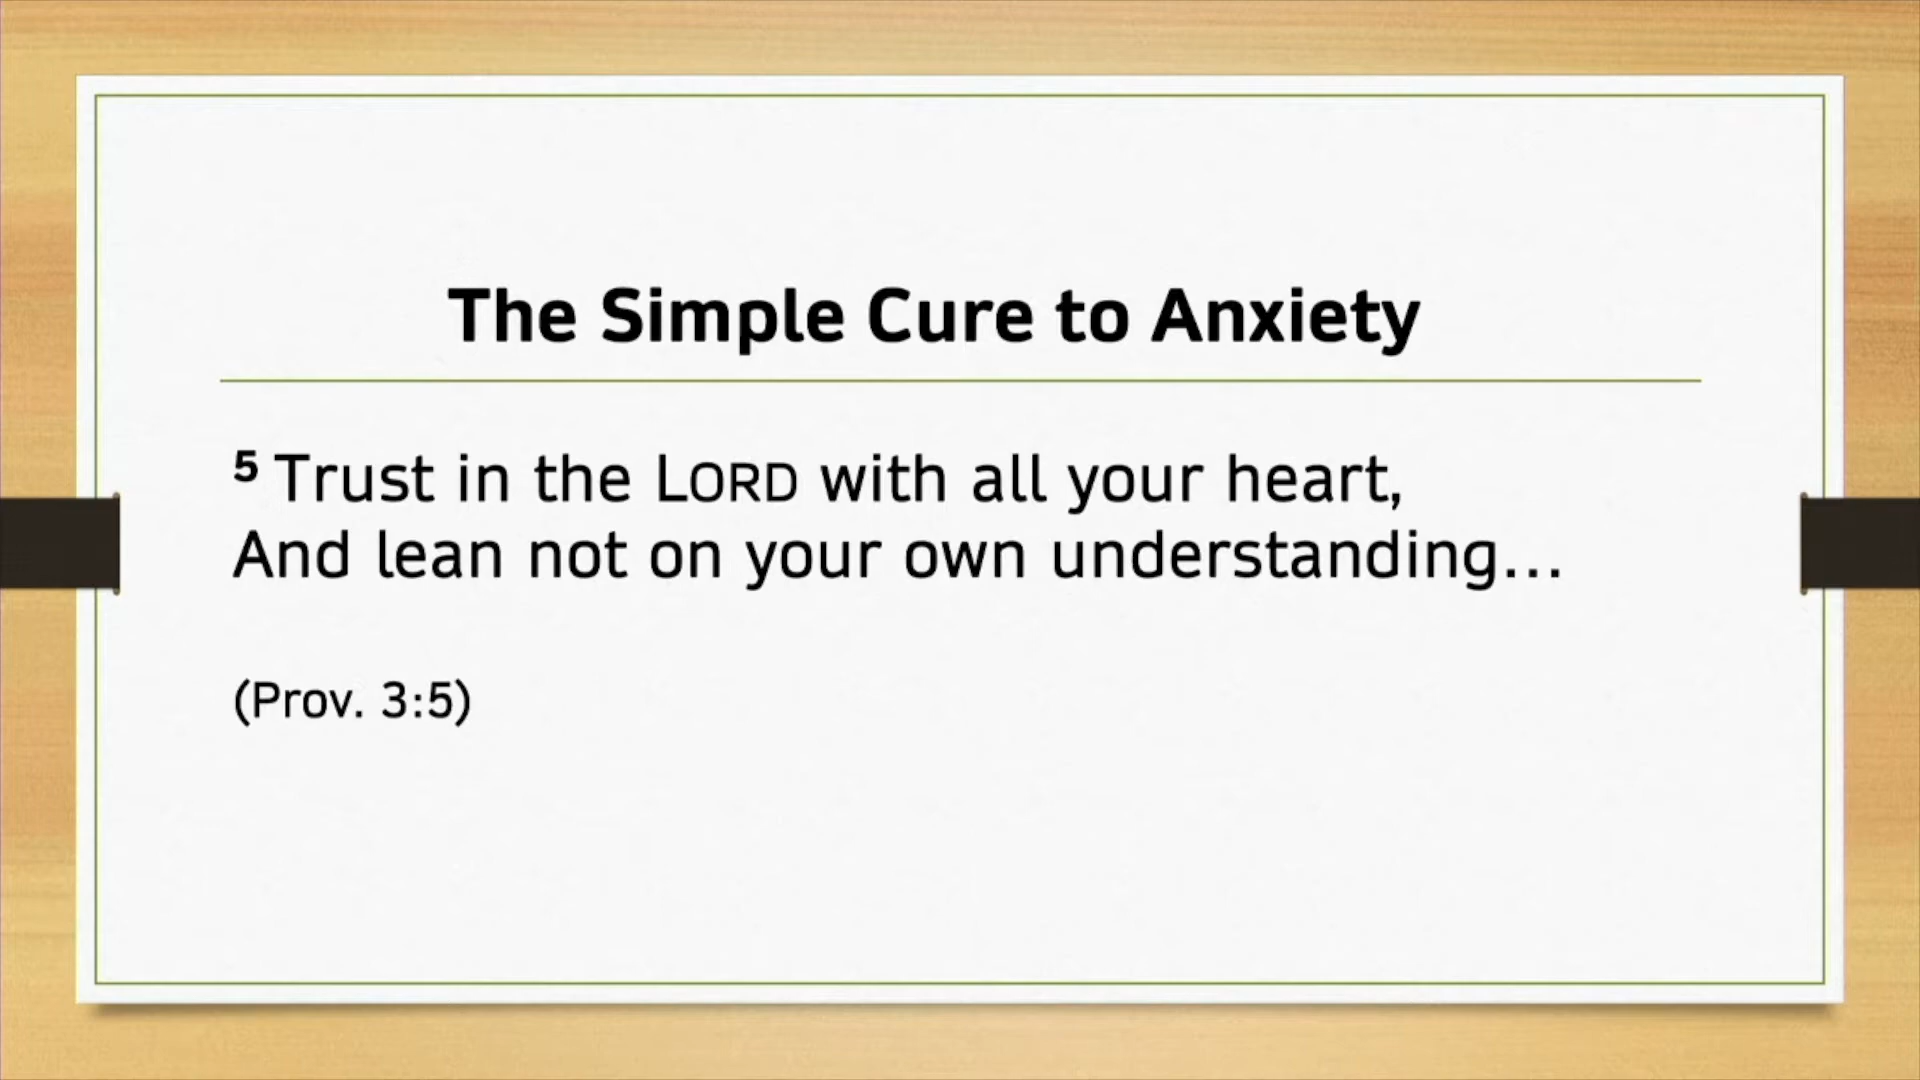 The Simple Cure to Anxiety
5 Trust in the LORD with all your heart,
And lean not on your own understanding...
(Prov. 3:5)